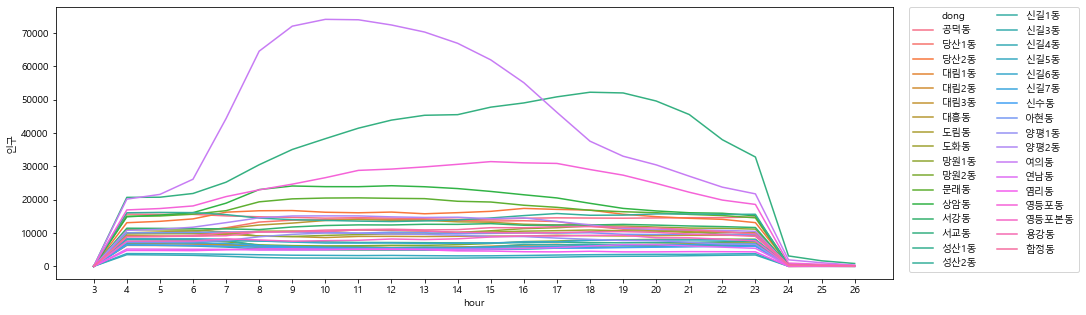 70000
60000
50000
40000
30000
20000
10000
0
인구
3 4 5 6 7 8 9 10 11 12 13 14 15 16 17 18 19 20 21 22 23 24 25 26
hour
dong
공덕동
당산1동
당산2동
대림1동
대림2동
대림3동
대흥동
도림동
도화동
망원1동
망원2동
문래동
상암동
서강동
서교동
성산1동
성산2동
신길1동
신길3동
신길4동
신길5동
신길6동
신길7동
신수동
아현동
양평1동
양평2동
여의동
연남동
염리동
영등포동
영등포본동
용강동
합정동